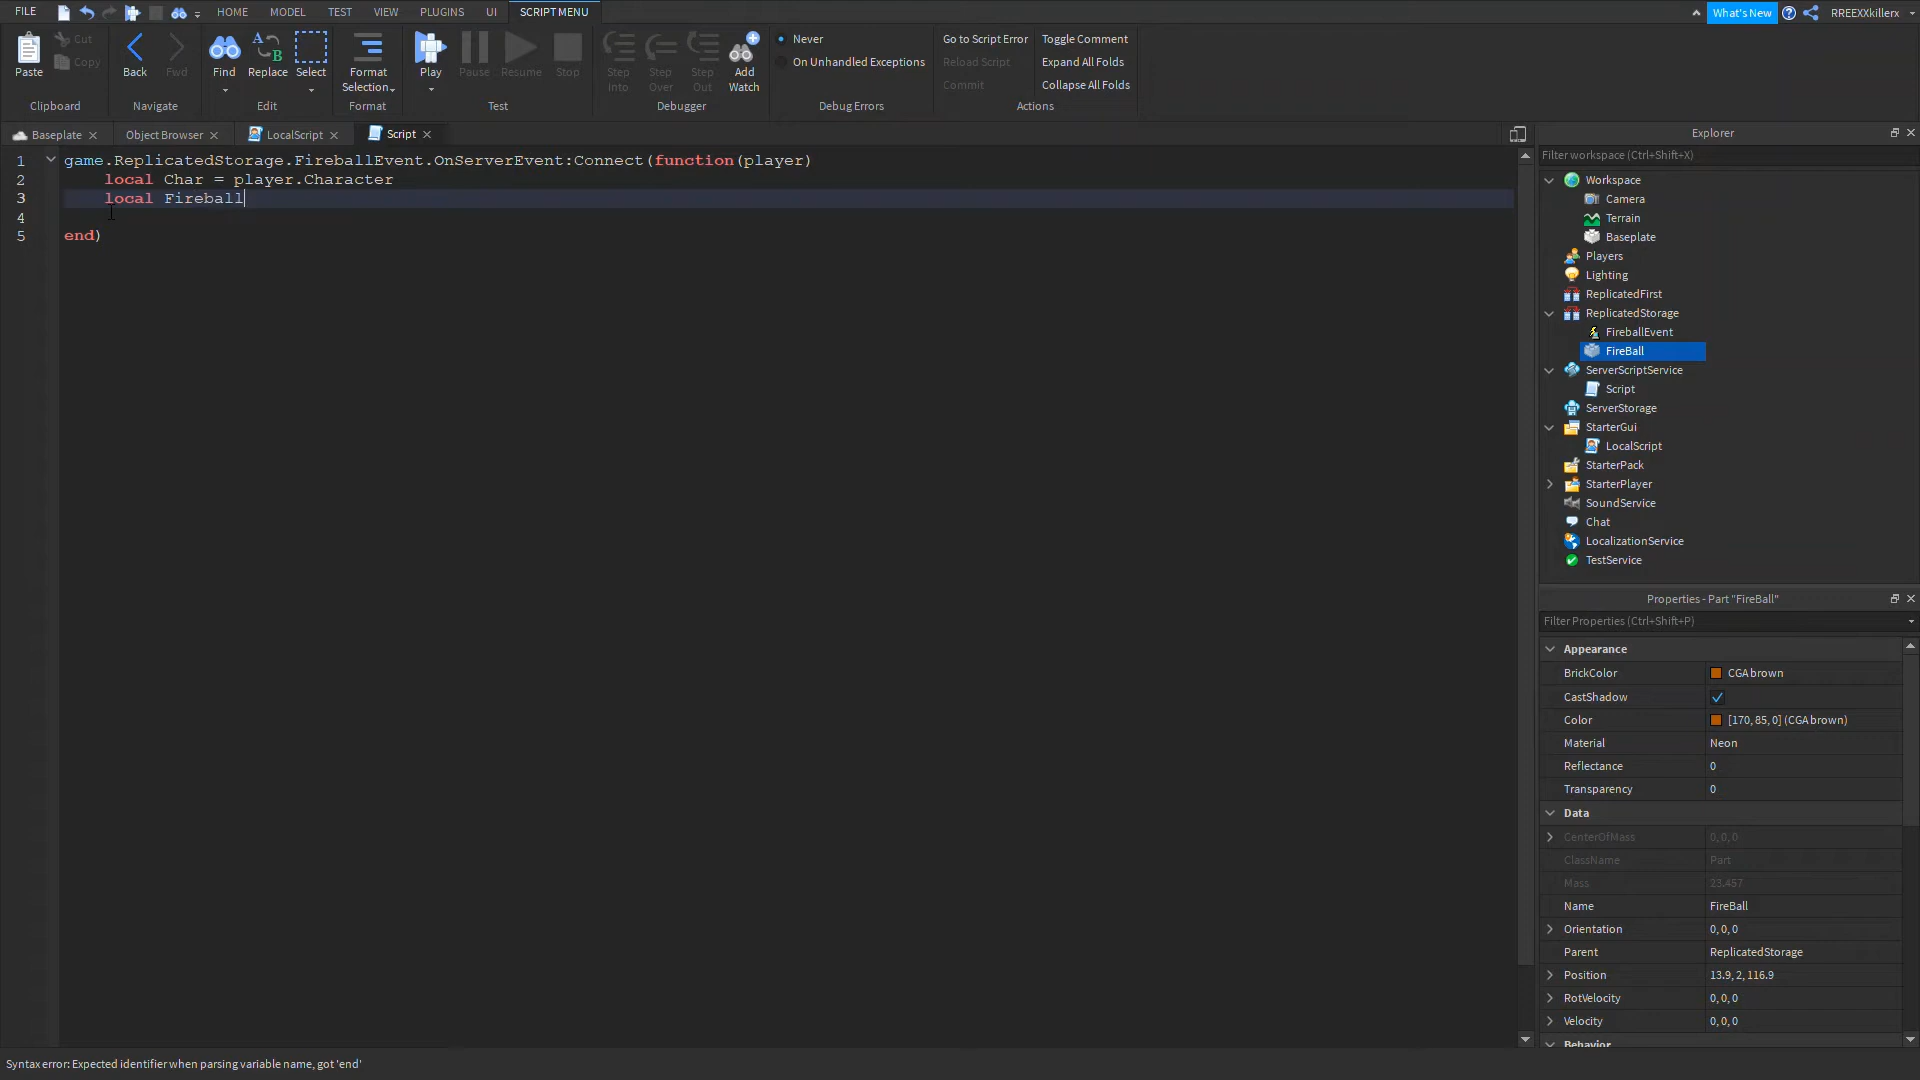 FILE HOME MODEL TEST VIEW PLUGINS UI SCRIPT MENU What's New RREEXXkillerx
Paste Cut Copy Back Fwd Find Replace Select Format Selection Play Pause Resume Stop Step Into Step Over Step Out Add Watch
Never
On Unhandled Exceptions
Go to Script Error
Reload Script
Commit
Toggle Comment
Expand All Folds
Collapse All Folds
Clipboard Navigate Edit Format Test Debugger Debug Errors Actions
Baseplate Object Browser LocalScript Script
1 game.ReplicatedStorage.FireballEvent.OnServerEvent:Connect(function(player)
2 local Char = player.Character
3 local Fireball
4
5 end)
Explorer
Filter workspace (Ctrl+Shift+X)
Workspace
Camera
Terrain
Baseplate
Players
Lighting
ReplicatedFirst
ReplicatedStorage
FireballEvent
FireBall
ServerScriptService
Script
ServerStorage
StarterGui
LocalScript
StarterPack
StarterPlayer
SoundService
Chat
LocalizationService
TestService
Properties - Part "FireBall"
Filter Properties (Ctrl+Shift+P)
Appearance
BrickColor CGA brown
CastShadow
Color [170, 85, 0] (CGA brown)
Material Neon
Reflectance 0
Transparency 0
Data
CenterOfMass 0, 0, 0
ClassName Part
Mass 23.457
Name FireBall
Orientation 0, 0, 0
Parent ReplicatedStorage
Position 13.9, 2, 116.9
RotVelocity 0, 0, 0
Velocity 0, 0, 0
Behavior
Syntax error: Expected identifier when parsing variable name, got 'end'